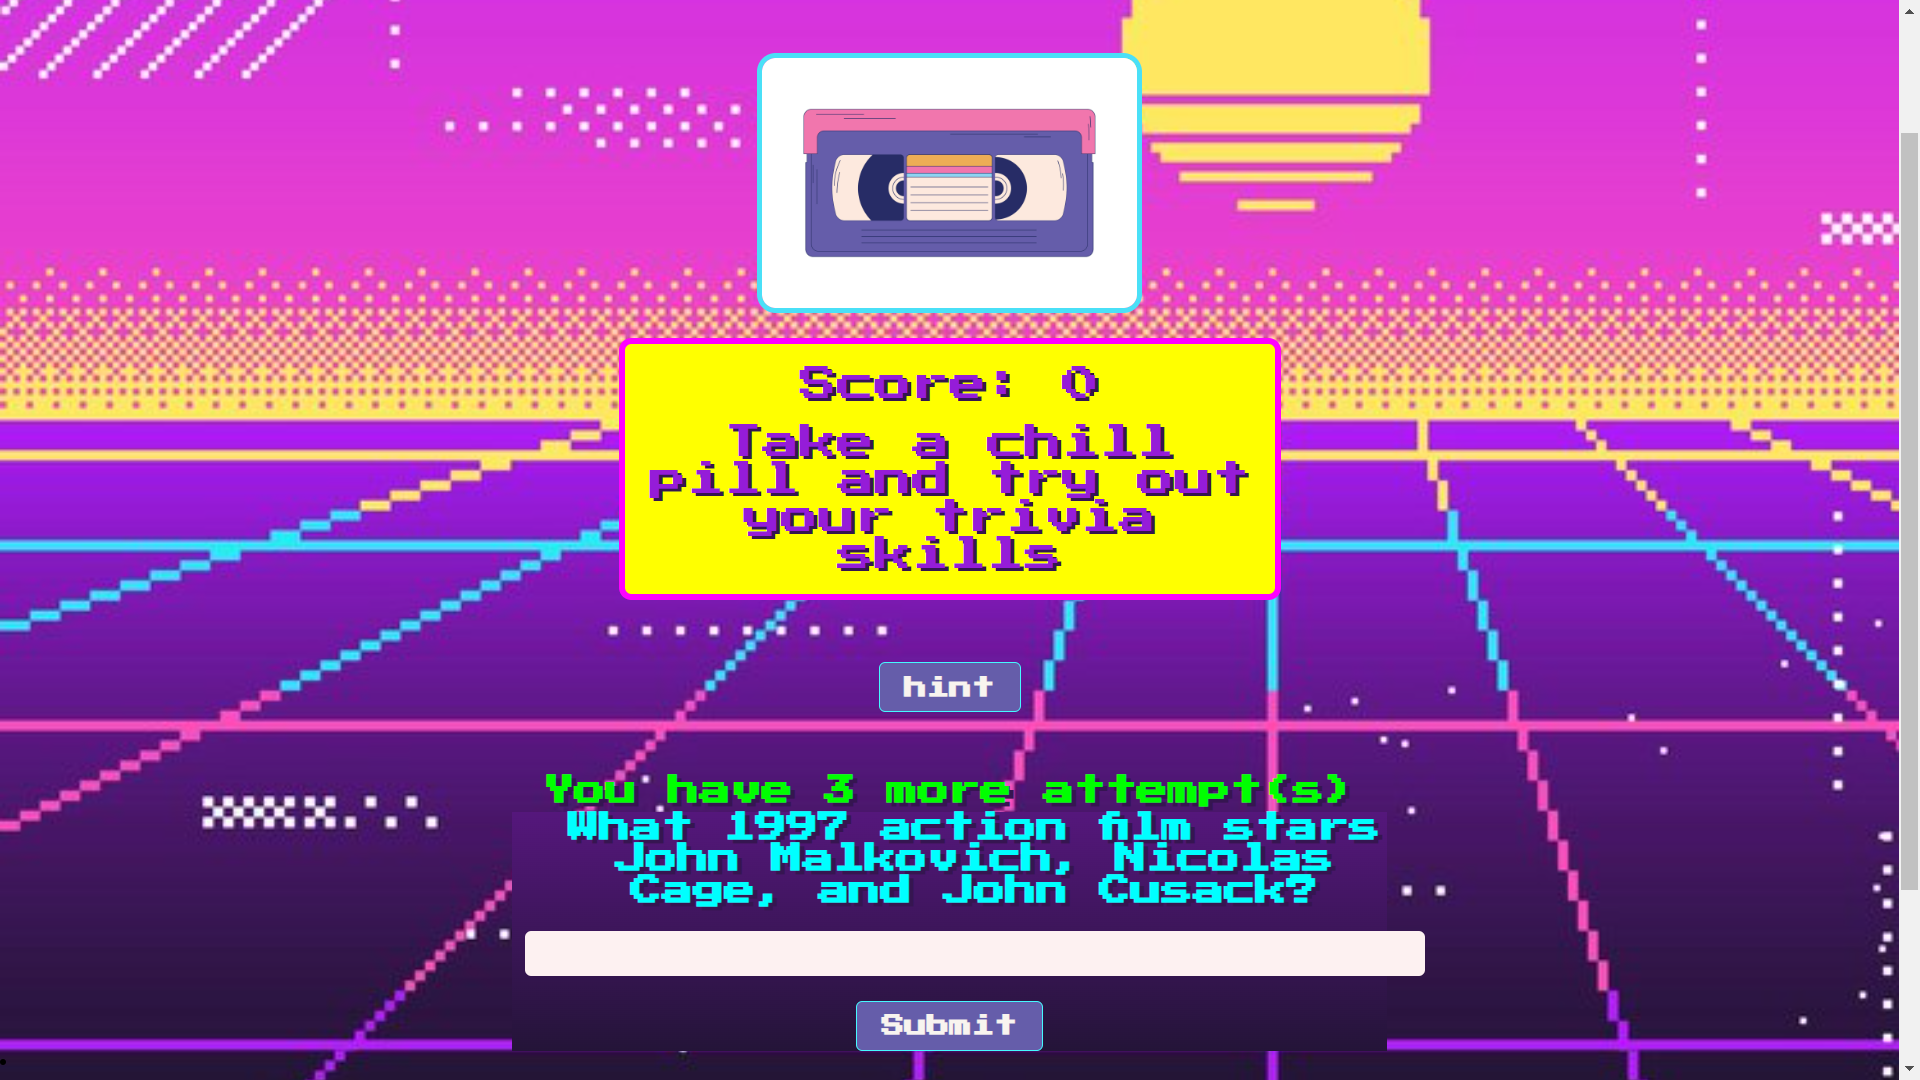 Score: 0
Take a chill
pill and try out
your trivia
skills
hint
You have 3 more attempt(s)
What 1997 action film stars
John Malkovich, Nicolas
Cage, and John Cusack?
Submit